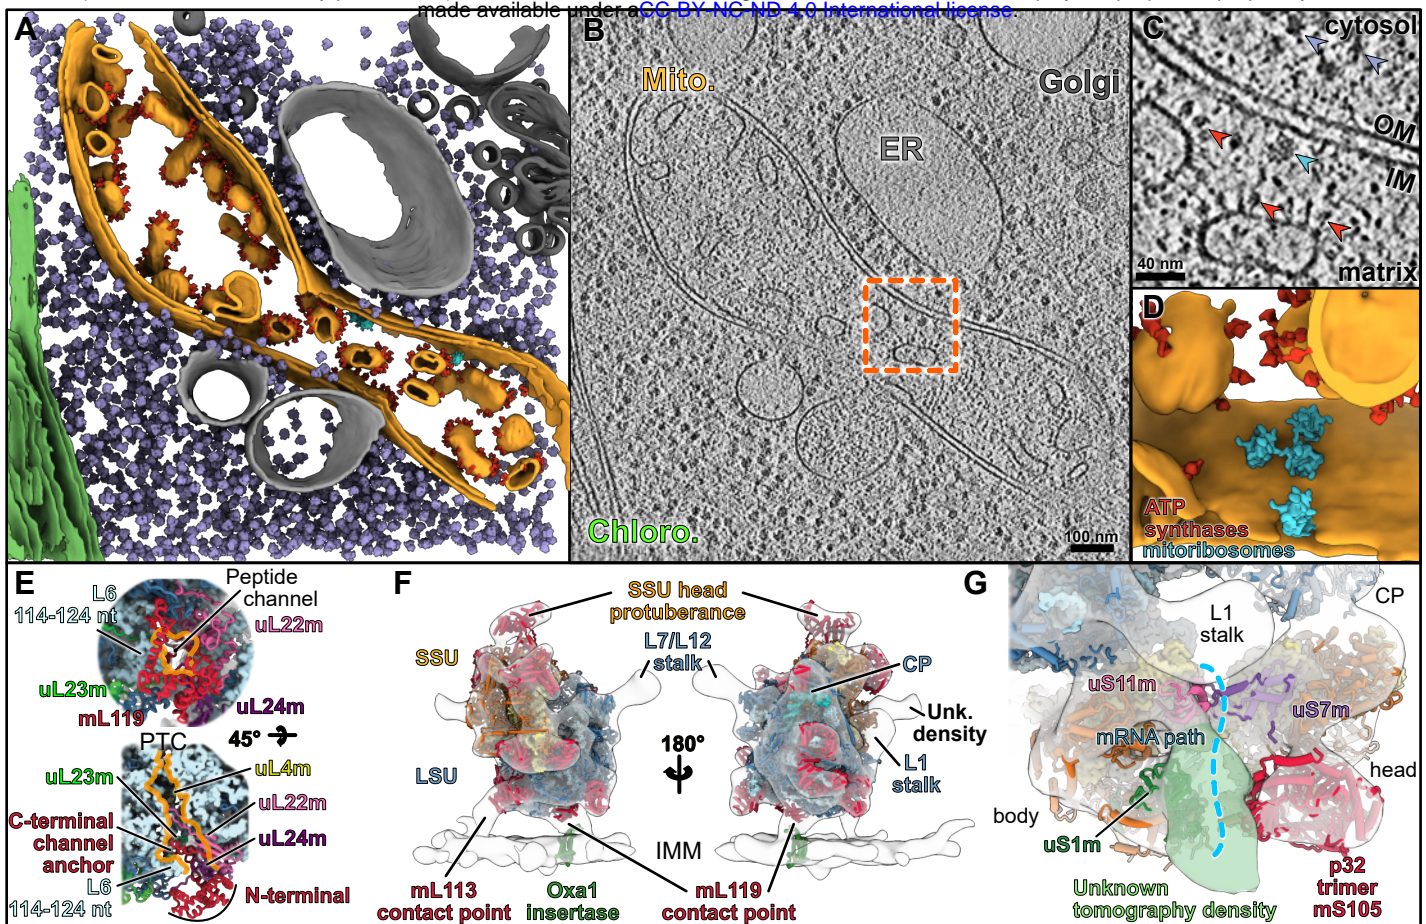 made available under aCC-BY-NC-ND 4.0 International license.
A
B
Mito.
ER
Golgi
Chloro.
100 nm
C
cytosol
OM
IM
40 nm
matrix
D
ATP
synthases
mitoribosomes
E
L6
114-124 nt
Peptide
channel
uL22m
uL23m
mL119
uL24m
PTC
45°
uL23m
uL4m
uL22m
C-terminal
channel
anchor
uL24m
L6
114-124 nt
N-terminal
F
SSU head
protuberance
SSU
L7/L12
stalk
CP
Unk.
density
LSU
180°
L1
stalk
IMM
mL113
contact point
Oxa1
insertase
mL119
contact point
G
L1
stalk
CP
uS11m
uS7m
mRNA path
head
body
uS1m
Unknown
tomography density
p32
trimer
mS105